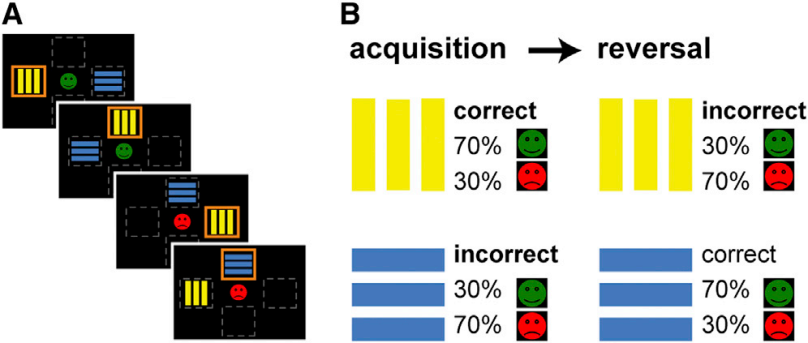 A
B
acquisition → reversal
correct
70%
30%
incorrect
30%
70%
incorrect
30%
70%
correct
70%
30%